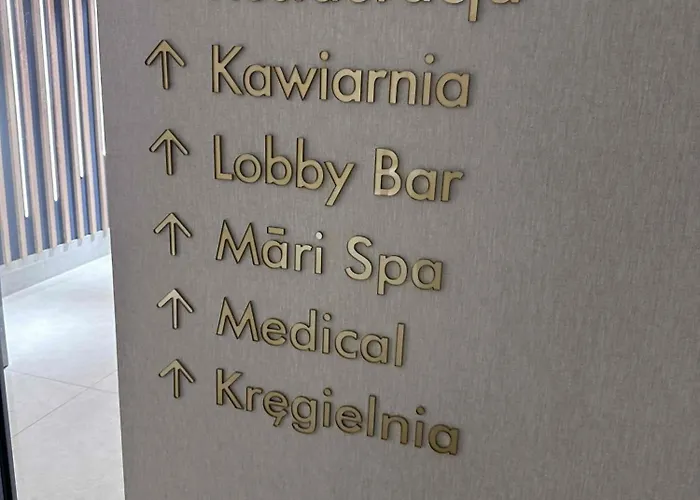 ↑ Kawiarnia
↑ Lobby Bar
↑ Māri Spa
↑ Medical
↑ Kręgielnia